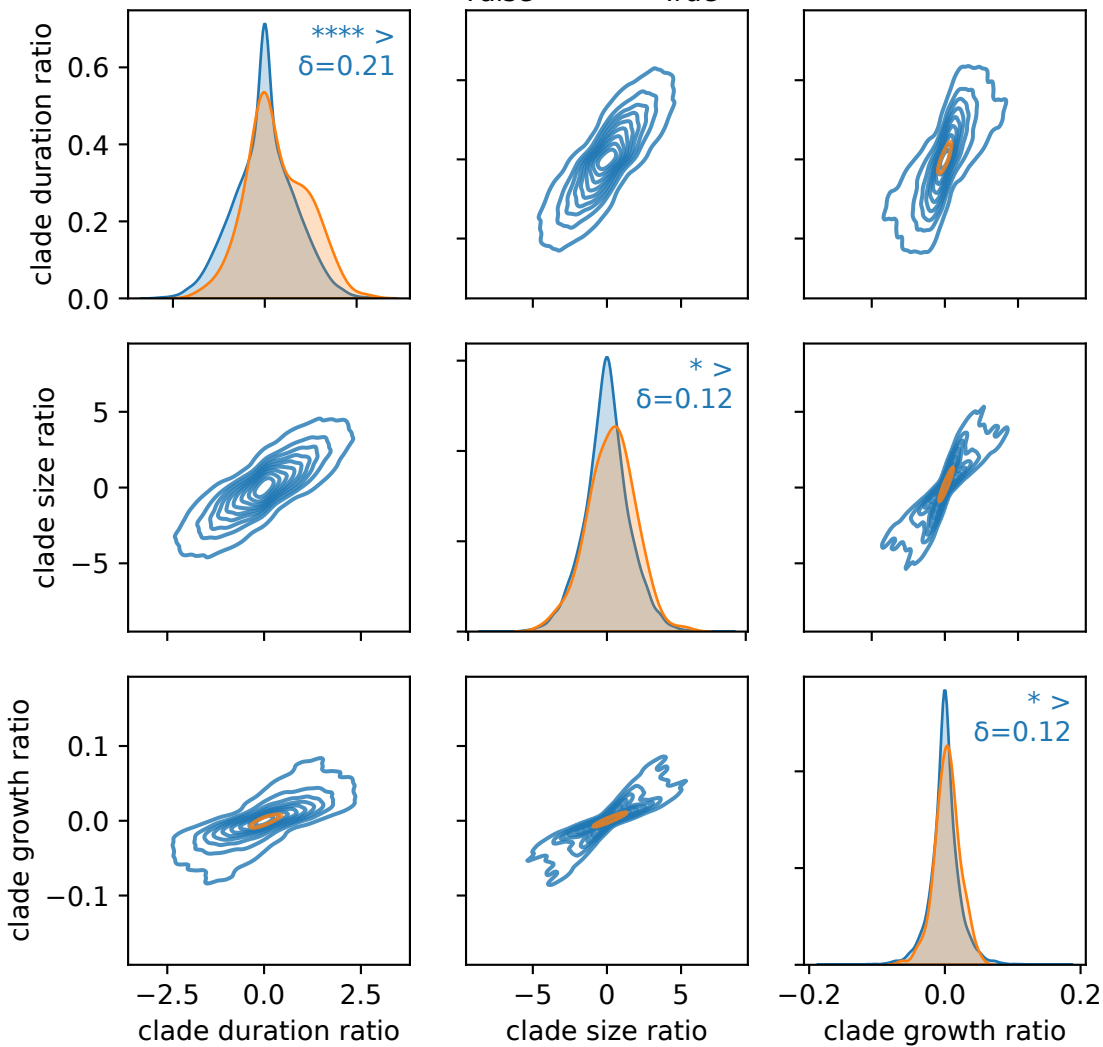 clade duration ratio
0.6
0.4
0.2
0.0
**** >
δ=0.21
clade size ratio
5
0
−5
* >
δ=0.12
clade growth ratio
0.1
0.0
−0.1
* >
δ=0.12
−2.5 0.0 2.5
−5 0 5
−0.2 0.0 0.2
clade duration ratio
clade size ratio
clade growth ratio